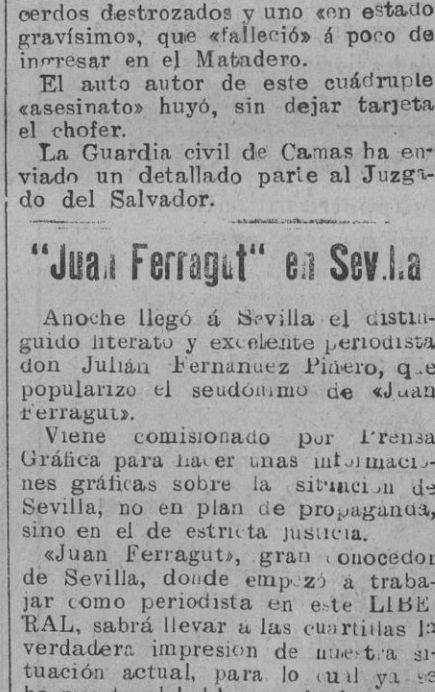 cerdos destrozados y uno «en estado
gravísimo», que «falleció» á poco de
ingresar en el Matadero.
El auto autor de este cuádruple
«asesinato» huyó, sin dejar tarjeta
el chofer.
La Guardia civil de Camas ha en-
viado un detallado parte al Juzga-
do del Salvador.
"Juan Ferragut" en Sevilla
Anoche llegó á Sevilla el distin-
guido literato y excelente periodista
don Julián Fernánuez Piñero, que
popularizo el seudónimo de «Juan
Ferragut».
Viene comisionado por Prensa
Gráfica para hacer unas informacio-
nes gráficas sobre la situación de
Sevilla, no en plan de propaganda,
sino en el de estricta justicia.
«Juan Ferragut», gran conocedor
de Sevilla, donde empezó á traba-
jar como periodista en este LIBE
RAL, sabrá llevar a las cuartillas la
verdadera impresion de nuestra si-
tuación actual, para lo cual ya se